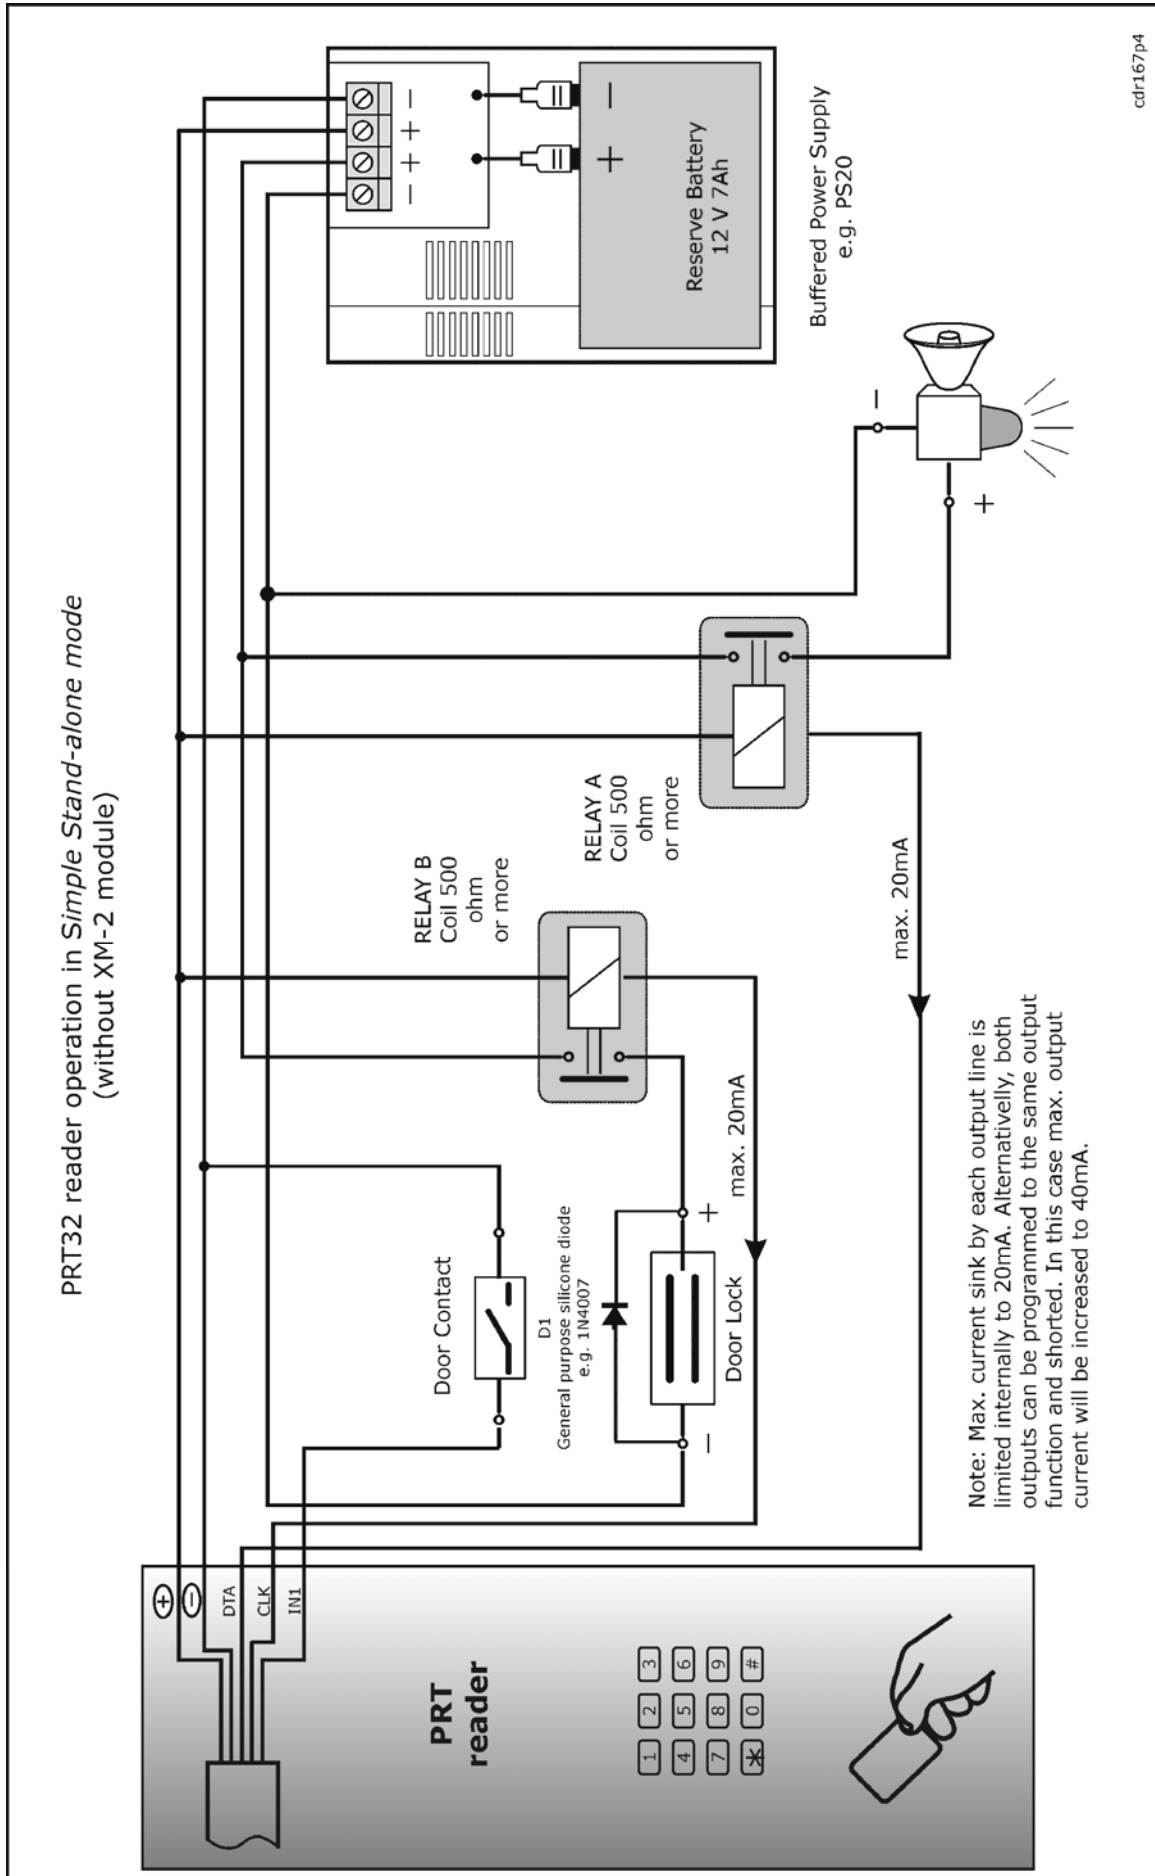 PRT32 reader operation in Simple Stand-alone mode
(without XM-2 module)
+
−
DTA
CLK
IN1
PRT
reader
1 2 3
4 5 6
7 8 9
* 0 #
Door Contact
D1
General purpose silicone diode
e.g. 1N4007
−
+
Door Lock
max. 20mA
RELAY B
Coil 500
ohm
or more
RELAY A
Coil 500
ohm
or more
max. 20mA
−
+
+
−
−
+
Reserve Battery
12 V 7Ah
Buffered Power Supply
e.g. PS20
−
+
Note: Max. current sink by each output line is
limited internally to 20mA. Alternativelly, both
outputs can be programmed to the same output
function and shorted. In this case max. output
current will be increased to 40mA.
cdr167p4